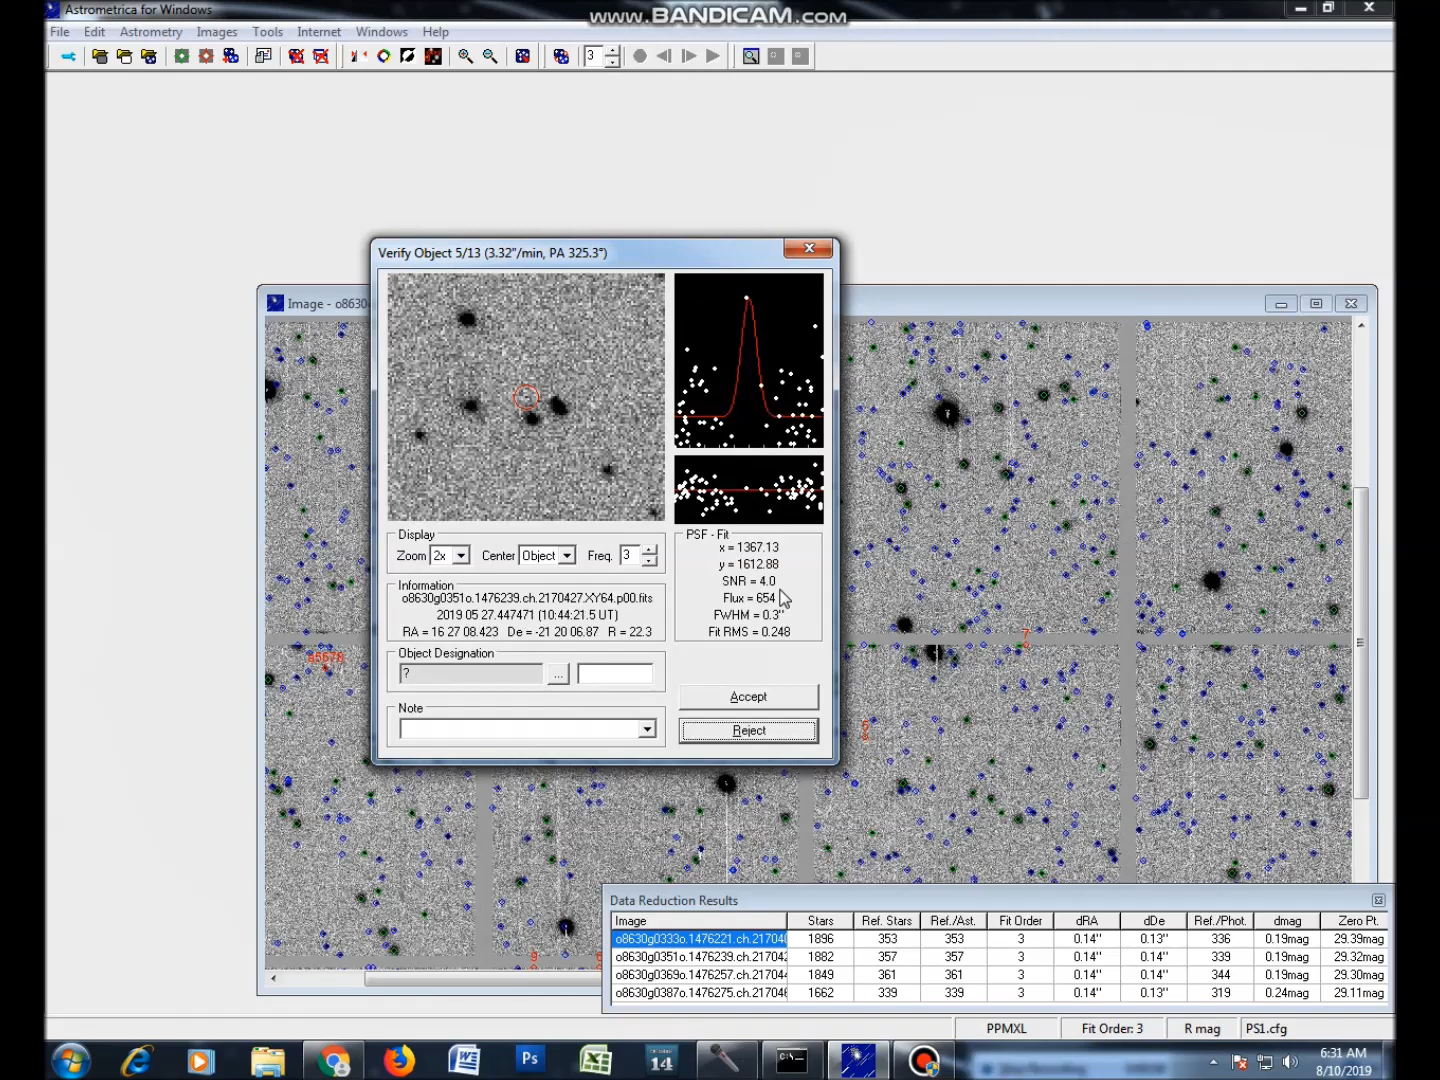 Astrometrica for Windows
www.BANDICAM.com
File Edit Astrometry Images Tools Internet Windows Help
3
Verify Object 5/13 (3.32"/min, PA 325.3°)
Image - o8630
Display
Zoom 2x Center Object Freq. 3
Information
o8630g0351o.1476239.ch.2170427.XY64.p00.fits
2019 05 27.447471 (10:44:21.5 UT)
RA = 16 27 08.423 De = -21 20 06.87 R = 22.3
Object Designation
?
...
Note
PSF - Fit
x = 1367.13
y = 1612.88
SNR = 4.0
Flux = 654
FWHM = 0.3"
Fit RMS = 0.248
Accept
Reject
7
Data Reduction Results
Image Stars Ref. Stars Ref./Ast. Fit Order dRA dDe Ref./Phot. dmag Zero Pt.
o8630g0333o.1476221.ch.217040 1896 353 353 3 0.14" 0.13" 336 0.19mag 29.39mag
o8630g0351o.1476239.ch.217042 1882 357 357 3 0.14" 0.14" 339 0.19mag 29.32mag
o8630g0369o.1476257.ch.217044 1849 361 361 3 0.14" 0.14" 344 0.19mag 29.30mag
o8630g0387o.1476275.ch.217046 1662 339 339 3 0.14" 0.13" 319 0.24mag 29.11mag
PPMXL Fit Order: 3 R mag PS1.cfg
14
Ps
6:31 AM
8/10/2019